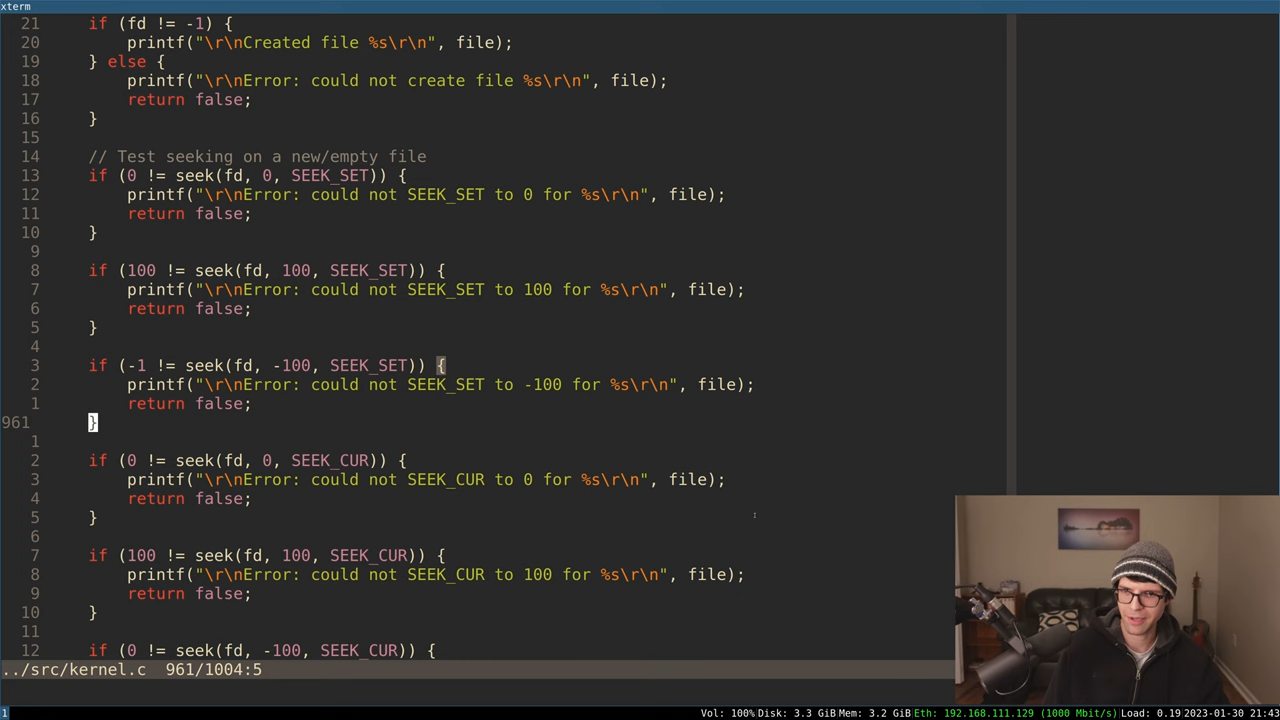 xterm
21 if (fd != -1) {
20 printf("\r\nCreated file %s\r\n", file);
19 } else {
18 printf("\r\nError: could not create file %s\r\n", file);
17 return false;
16 }
15
14 // Test seeking on a new/empty file
13 if (0 != seek(fd, 0, SEEK_SET)) {
12 printf("\r\nError: could not SEEK_SET to 0 for %s\r\n", file);
11 return false;
10 }
9
8 if (100 != seek(fd, 100, SEEK_SET)) {
7 printf("\r\nError: could not SEEK_SET to 100 for %s\r\n", file);
6 return false;
5 }
4
3 if (-1 != seek(fd, -100, SEEK_SET)) {
2 printf("\r\nError: could not SEEK_SET to -100 for %s\r\n", file);
1 return false;
961 }
1
2 if (0 != seek(fd, 0, SEEK_CUR)) {
3 printf("\r\nError: could not SEEK_CUR to 0 for %s\r\n", file);
4 return false;
5 }
6
7 if (100 != seek(fd, 100, SEEK_CUR)) {
8 printf("\r\nError: could not SEEK_CUR to 100 for %s\r\n", file);
9 return false;
10 }
11
12 if (0 != seek(fd, -100, SEEK_CUR)) {
../src/kernel.c 961/1004:5
1 Vol: 100% Disk: 3.3 GiB Mem: 3.2 GiB Eth: 192.168.111.129 (1000 Mbit/s) Load: 0.19 2023-01-30 21:43